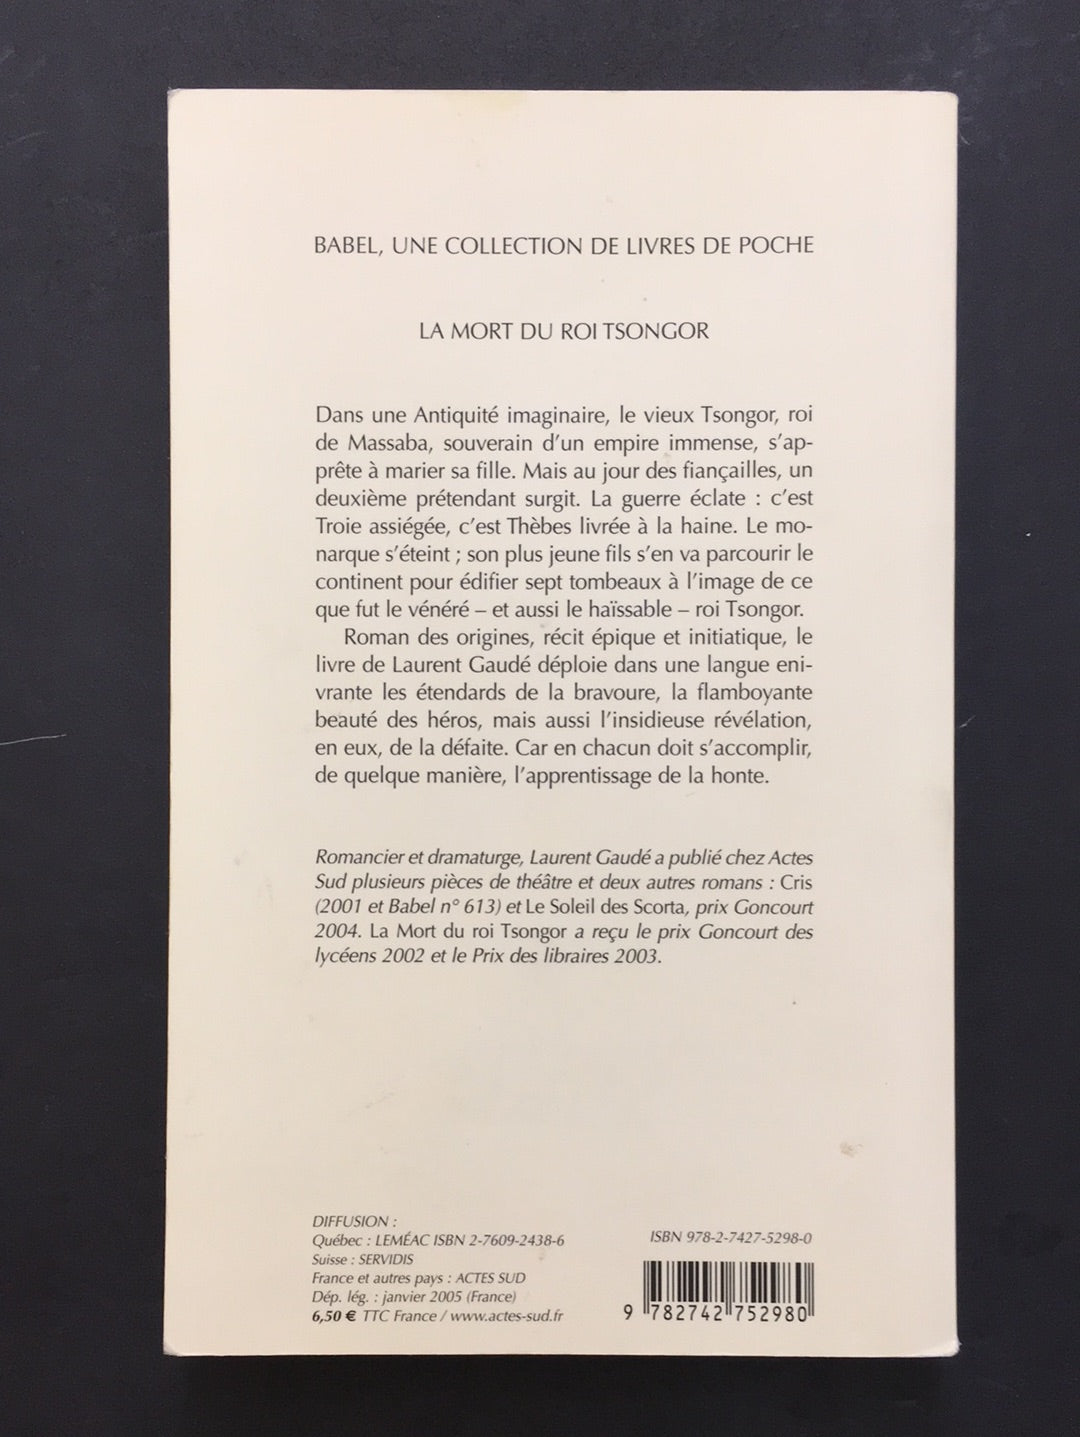 BABEL, UNE COLLECTION DE LIVRES DE POCHE
LA MORT DU ROI TSONGOR
Dans une Antiquité imaginaire, le vieux Tsongor, roi
de Massaba, souverain d'un empire immense, s'ap-
prête à marier sa fille. Mais au jour des fiançailles, un
deuxième prétendant surgit. La guerre éclate : c'est
Troie assiégée, c'est Thèbes livrée à la haine. Le mo-
narque s'éteint ; son plus jeune fils s'en va parcourir le
continent pour édifier sept tombeaux à l'image de ce
que fut le vénéré – et aussi le haïssable – roi Tsongor.
Roman des origines, récit épique et initiatique, le
livre de Laurent Gaudé déploie dans une langue eni-
vrante les étendards de la bravoure, la flamboyante
beauté des héros, mais aussi l'insidieuse révélation,
en eux, de la défaite. Car en chacun doit s'accomplir,
de quelque manière, l'apprentissage de la honte.
Romancier et dramaturge, Laurent Gaudé a publié chez Actes
Sud plusieurs pièces de théâtre et deux autres romans : Cris
(2001 et Babel n° 613) et Le Soleil des Scorta, prix Goncourt
2004. La Mort du roi Tsongor a reçu le prix Goncourt des
lycéens 2002 et le Prix des libraires 2003.
DIFFUSION :
Québec : LEMÉAC ISBN 2-7609-2438-6
Suisse : SERVIDIS
France et autres pays : ACTES SUD
Dép. lég. : janvier 2005 (France)
6,50 € TTC France / www.actes-sud.fr
ISBN 978-2-7427-5298-0
9 782742 752980